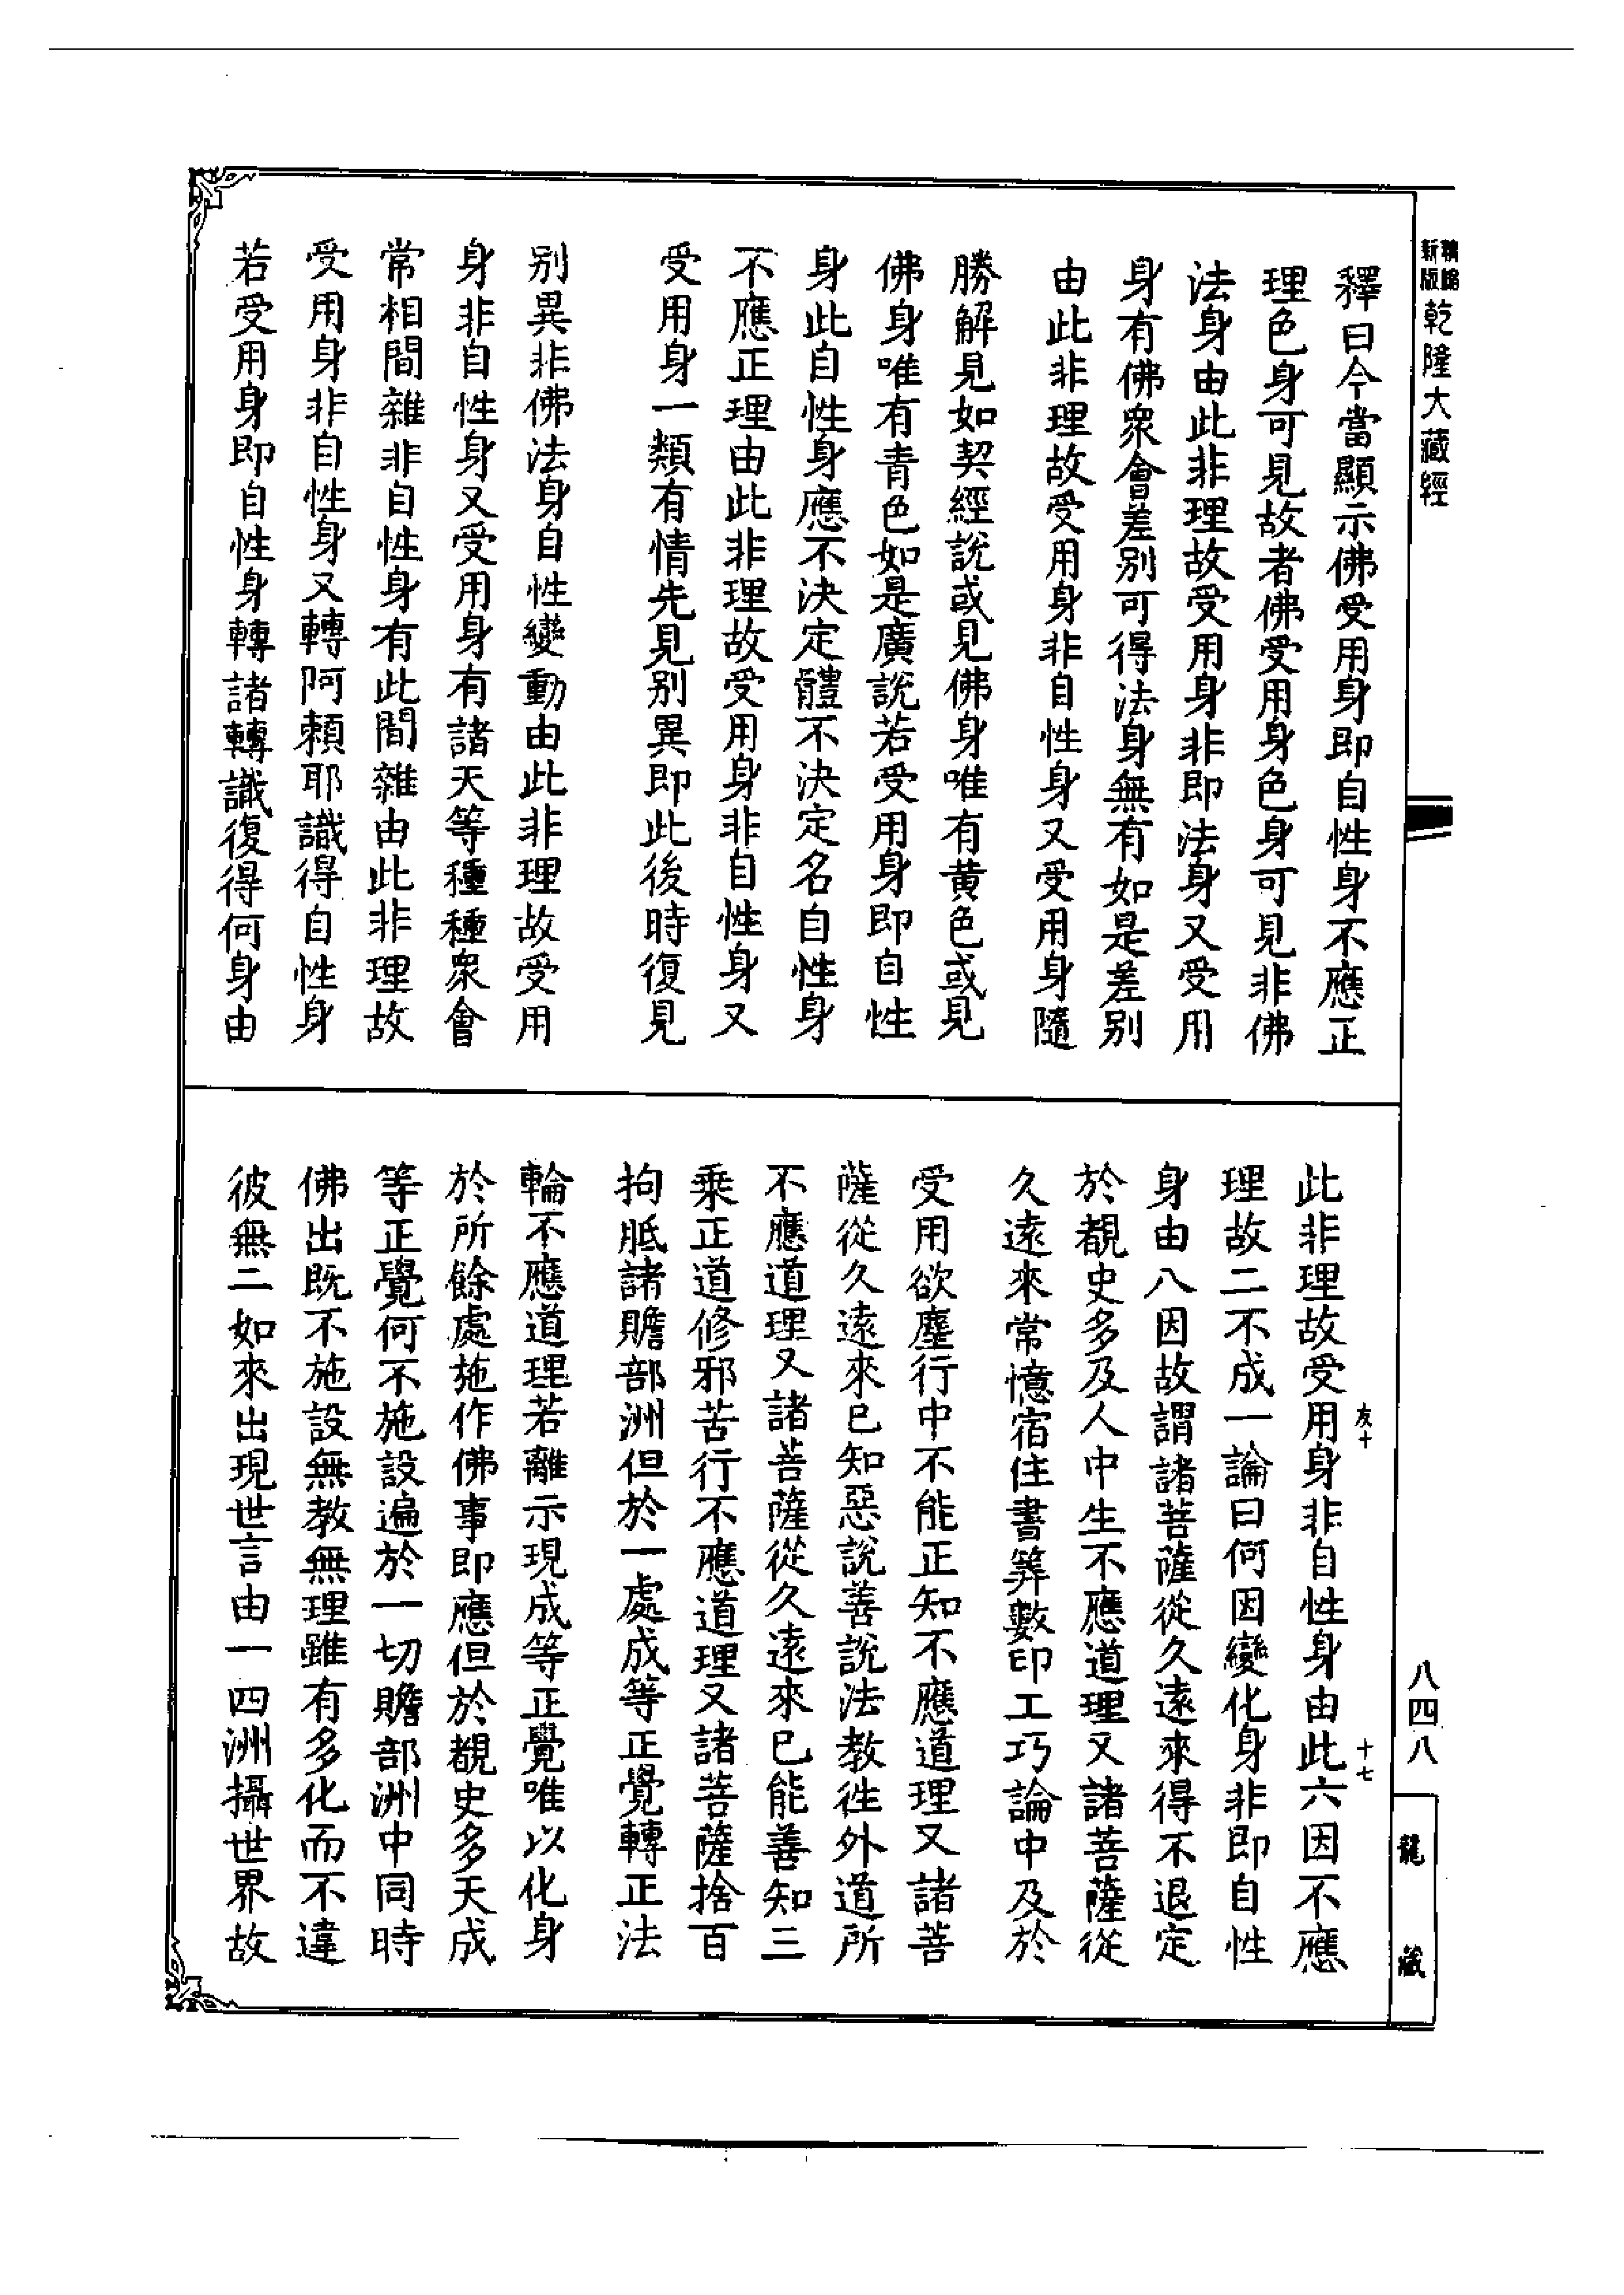 新版
乾隆大藏經
釋曰今當顯示佛受用身即自性身不應正
理色身可見故者佛受用身色身可見非佛
法身由此非理故受用身非即法身又受用
身有佛衆會差別可得法身無有如是差别
由此非理故受用身非自性身又受用身隨
勝解見如契經說或見佛身唯有黄色或見
佛身唯有青色如是廣説若受用身即自性
身此自性身應不決定體不決定名自性身
不應正理由此非理故受用身非自性身又
受用身一類有情先見别異即此後時復見
别異非佛法身自性變動由此非理故受用
身非自性身又受用身有諸天等種種衆會
常相間雜非自性身有此間雜由此非理故
受用身非自性身又轉阿賴耶識得自性身
若受用身即自性身轉諸轉識復得何身由
此非理故受用身非自性身由此六因不應
理故二不成一論曰何因變化身非即自性
身由八因故謂諸菩薩從久遠來得不退定
於覩史多及人中生不應道理又諸菩薩從
久遠來常憶宿住書筭數印工巧論中及於
受用欲塵行中不能正知不應道理又諸菩
薩從久遠來已知惡說善說法教往外道所
不應道理又諸菩薩從久遠來已能善知三
乗正道修邪苦行不應道理又諸菩薩捨百
拘胝諸贍部洲但於一處成等正覺轉正法
輪不應道理若離示現成等正覺唯以化身
於所餘處施作佛事即應但於覩史多天成
等正覺何不施設遍於一切贍部洲中同時
佛出既不施設無教無理雖有多化而不違
彼無二如來出現世言由一四洲攝世界故
友十
十七
八四八
龍藏